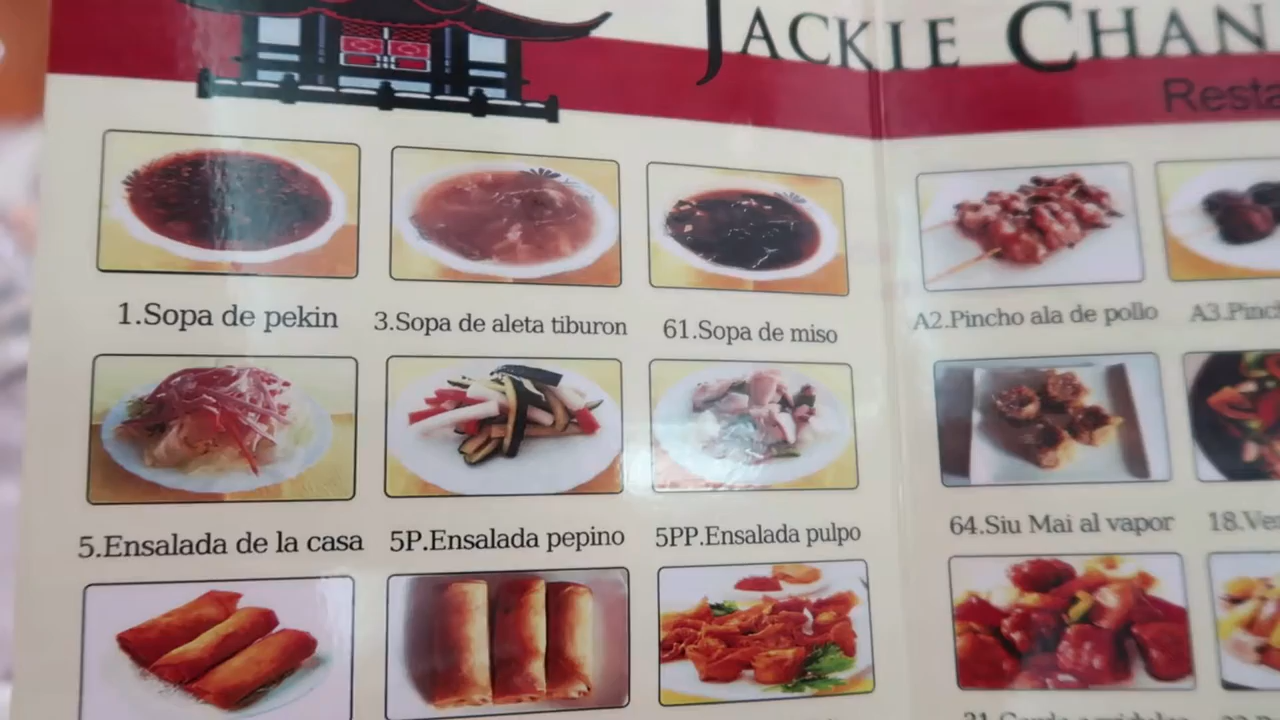 JACKIE CHAN
1.Sopa de pekin
3.Sopa de aleta tiburon
61.Sopa de miso
A2.Pincho ala de pollo
5.Ensalada de la casa
5P.Ensalada pepino
5PP.Ensalada pulpo
64.Siu Mai al vapor